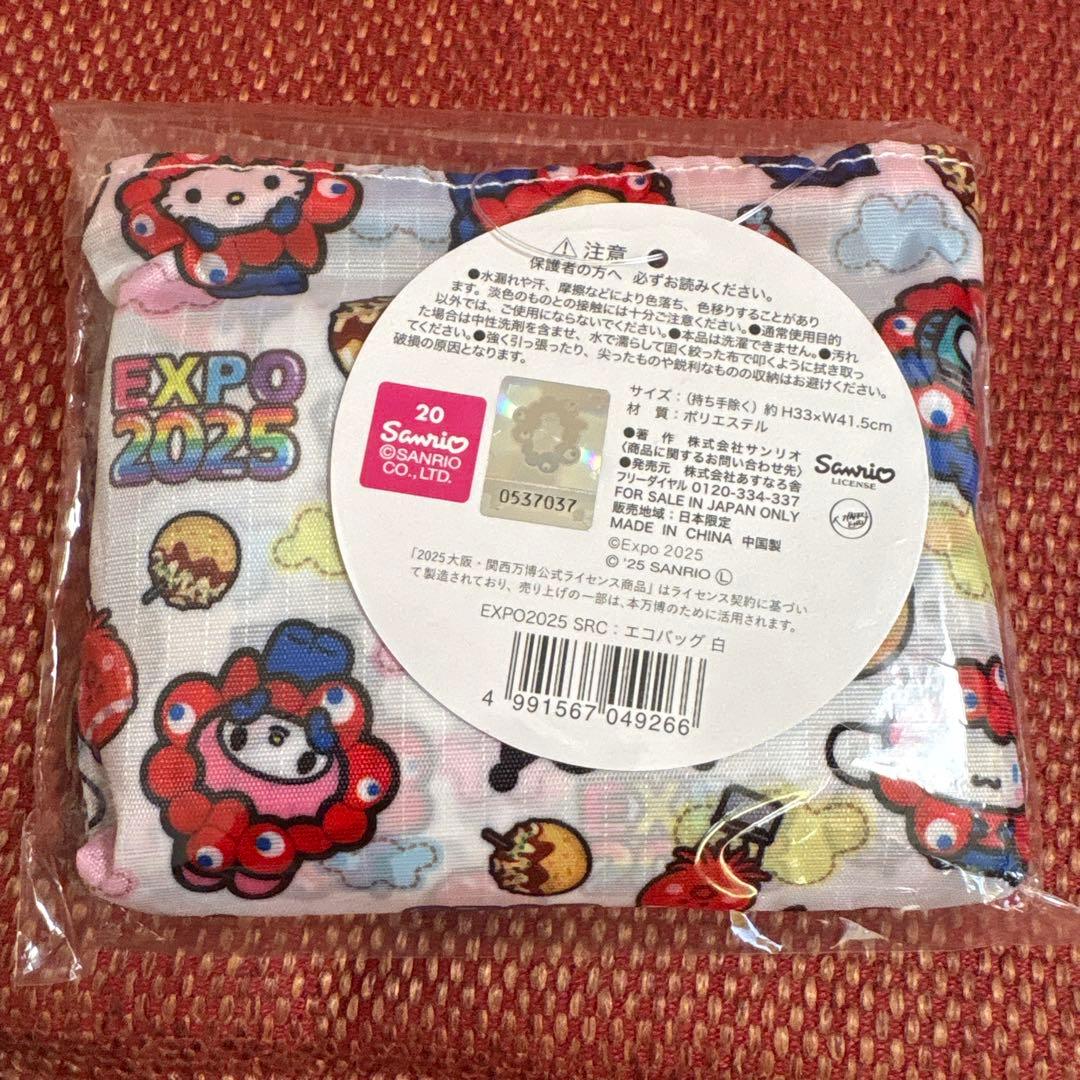 注意
保護者の方へ 必ずお読みください。
●水漏れや汗、摩擦などにより色落ち、色移りすることがあり
ます。淡色のものとの接触には十分ご注意ください。●通常使用目的
以外では、ご使用にならないでください。●本品は洗濯できません。●汚れ
た場合は中性洗剤を含ませ、水で濡らして固く絞った布で叩くように拭き取っ
てください。●強く引っ張ったり、尖ったものや鋭利なものの収納はお避けください。
破損の原因となります。
EXPO
2025
20
Sanrio
©SANRIO
CO., LTD.
0537037
サイズ：（持ち手除く）約 H33×W41.5cm
材 質：ポリエステル
●著 作 株式会社サンリオ
〈商品に関するお問い合わせ先〉
●発売元 株式会社あすなろ舎
フリーダイヤル 0120-334-337
FOR SALE IN JAPAN ONLY
販売地域：日本限定
MADE IN CHINA 中国製
©Expo 2025
© '25 SANRIO Ⓛ
Sanrio
LICENSE
「2025大阪・関西万博公式ライセンス商品」はライセンス契約に基づい
て製造されており、売り上げの一部は、本万博のために活用されます。
EXPO2025 SRC：エコバッグ 白
4 991567 049266